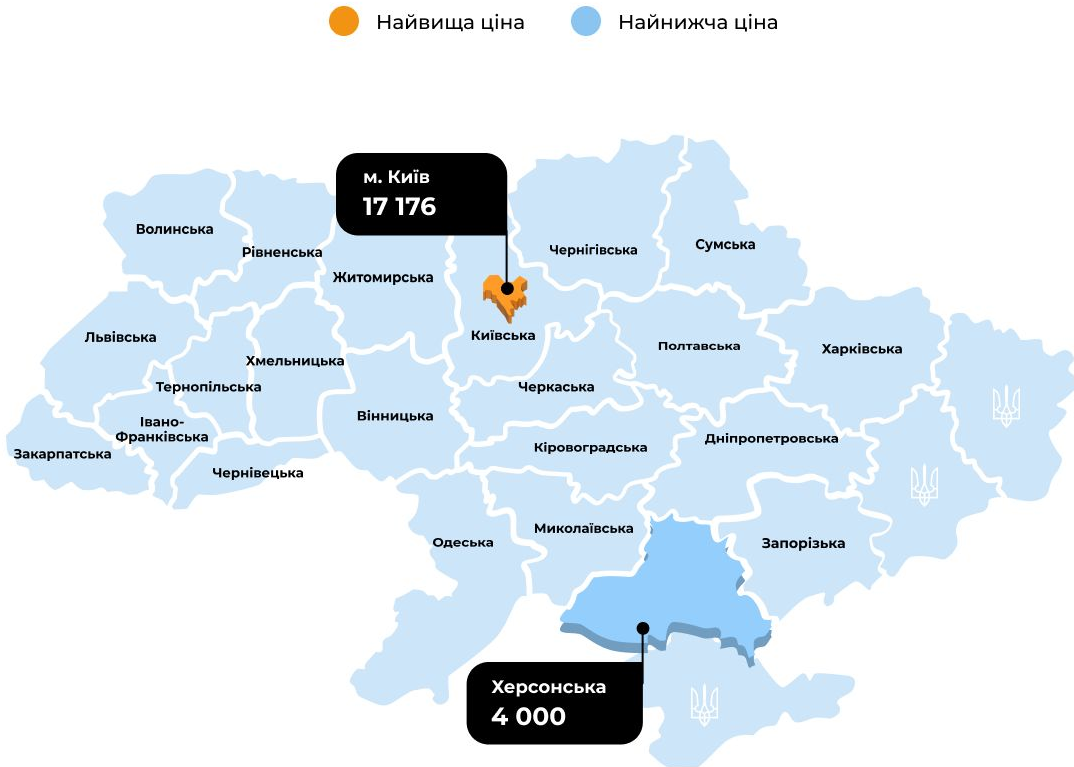 Найвища ціна
Найнижча ціна
м. Київ
17 176
Волинська
Рівненська
Житомирська
Чернігівська
Сумська
Київська
Львівська
Хмельницька
Тернопільська
Полтавська
Харківська
Черкаська
Вінницька
Івано-
Франківська
Закарпатська
Чернівецька
Кіровоградська
Дніпропетровська
Миколаївська
Одеська
Запорізька
Херсонська
4 000